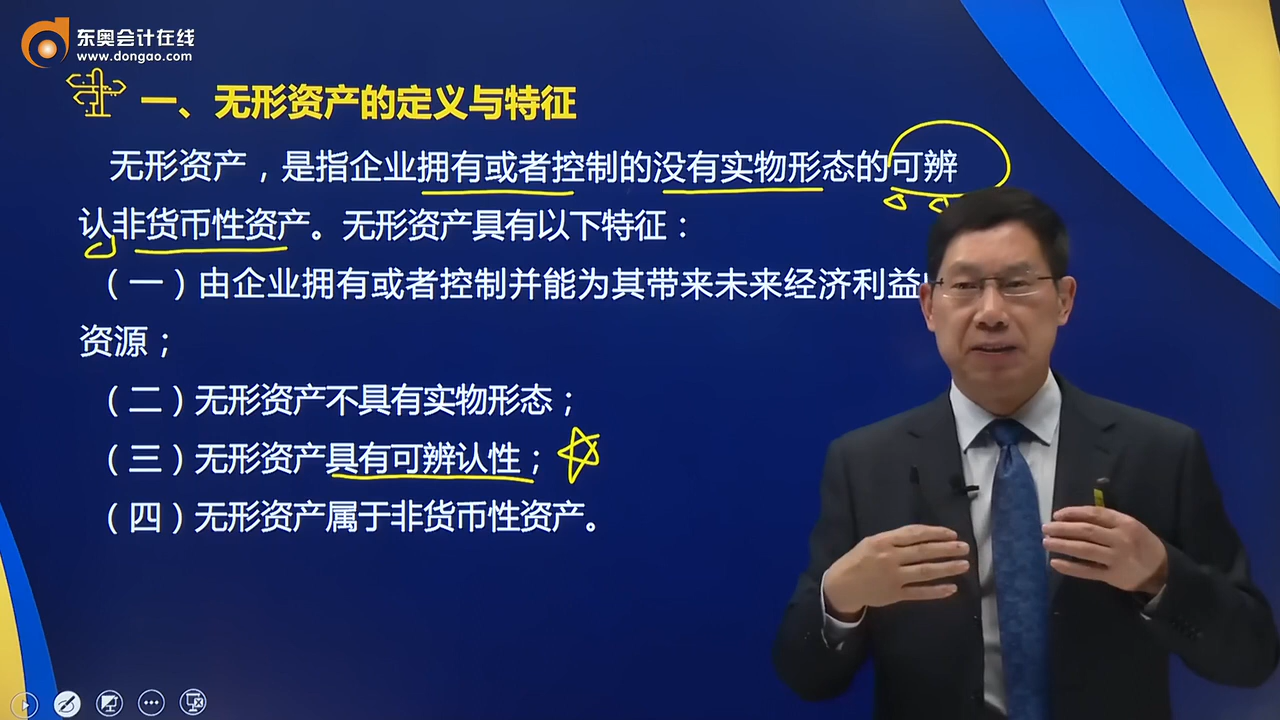 东奥会计在线
www.dongao.com
一、无形资产的定义与特征
无形资产，是指企业拥有或者控制的没有实物形态的可辨
认非货币性资产。无形资产具有以下特征：
（一）由企业拥有或者控制并能为其带来未来经济利益
资源；
（二）无形资产不具有实物形态；
（三）无形资产具有可辨认性；
（四）无形资产属于非货币性资产。